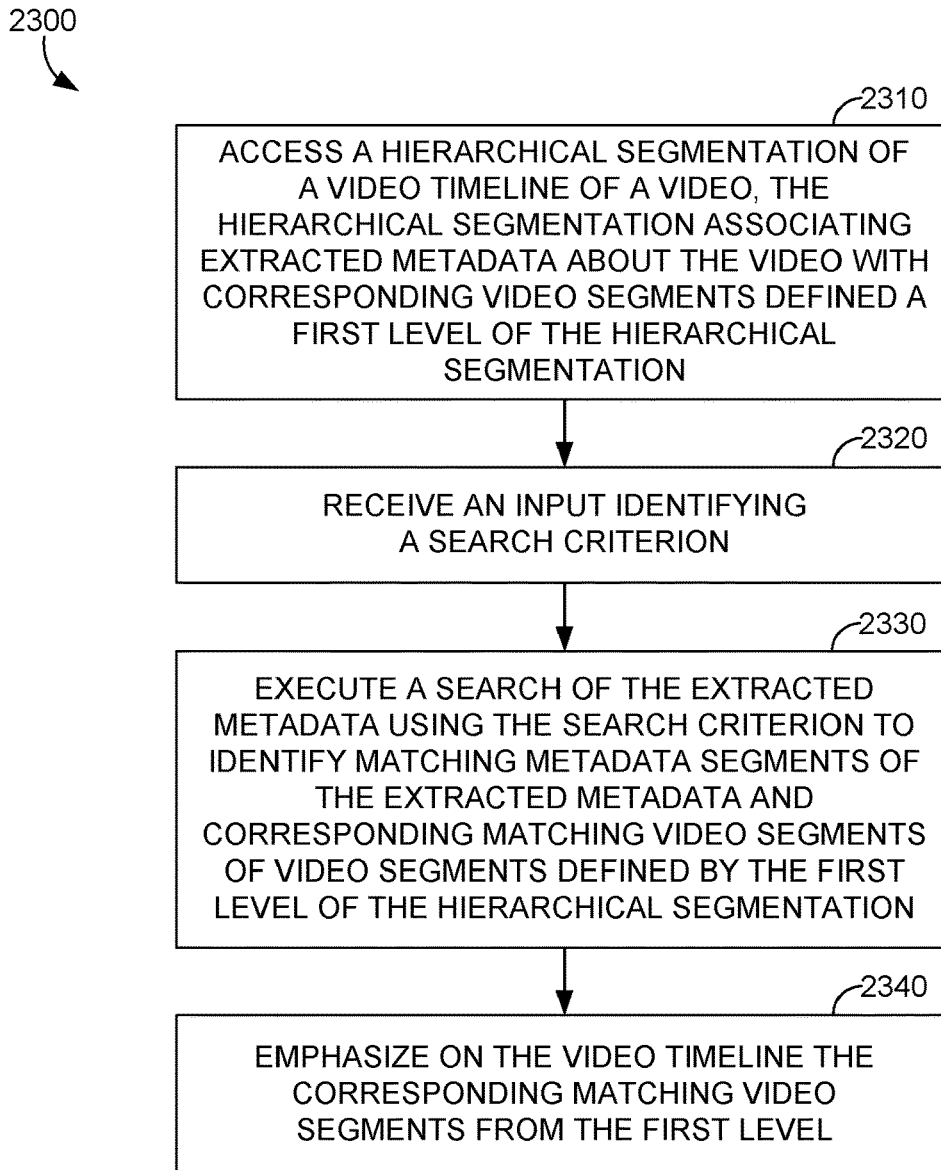 2300
2310
ACCESS A HIERARCHICAL SEGMENTATION OF
A VIDEO TIMELINE OF A VIDEO, THE
HIERARCHICAL SEGMENTATION ASSOCIATING
EXTRACTED METADATA ABOUT THE VIDEO WITH
CORRESPONDING VIDEO SEGMENTS DEFINED A
FIRST LEVEL OF THE HIERARCHICAL
SEGMENTATION
2320
RECEIVE AN INPUT IDENTIFYING
A SEARCH CRITERION
2330
EXECUTE A SEARCH OF THE EXTRACTED
METADATA USING THE SEARCH CRITERION TO
IDENTIFY MATCHING METADATA SEGMENTS OF
THE EXTRACTED METADATA AND
CORRESPONDING MATCHING VIDEO SEGMENTS
OF VIDEO SEGMENTS DEFINED BY THE FIRST
LEVEL OF THE HIERARCHICAL SEGMENTATION
2340
EMPHASIZE ON THE VIDEO TIMELINE THE
CORRESPONDING MATCHING VIDEO
SEGMENTS FROM THE FIRST LEVEL